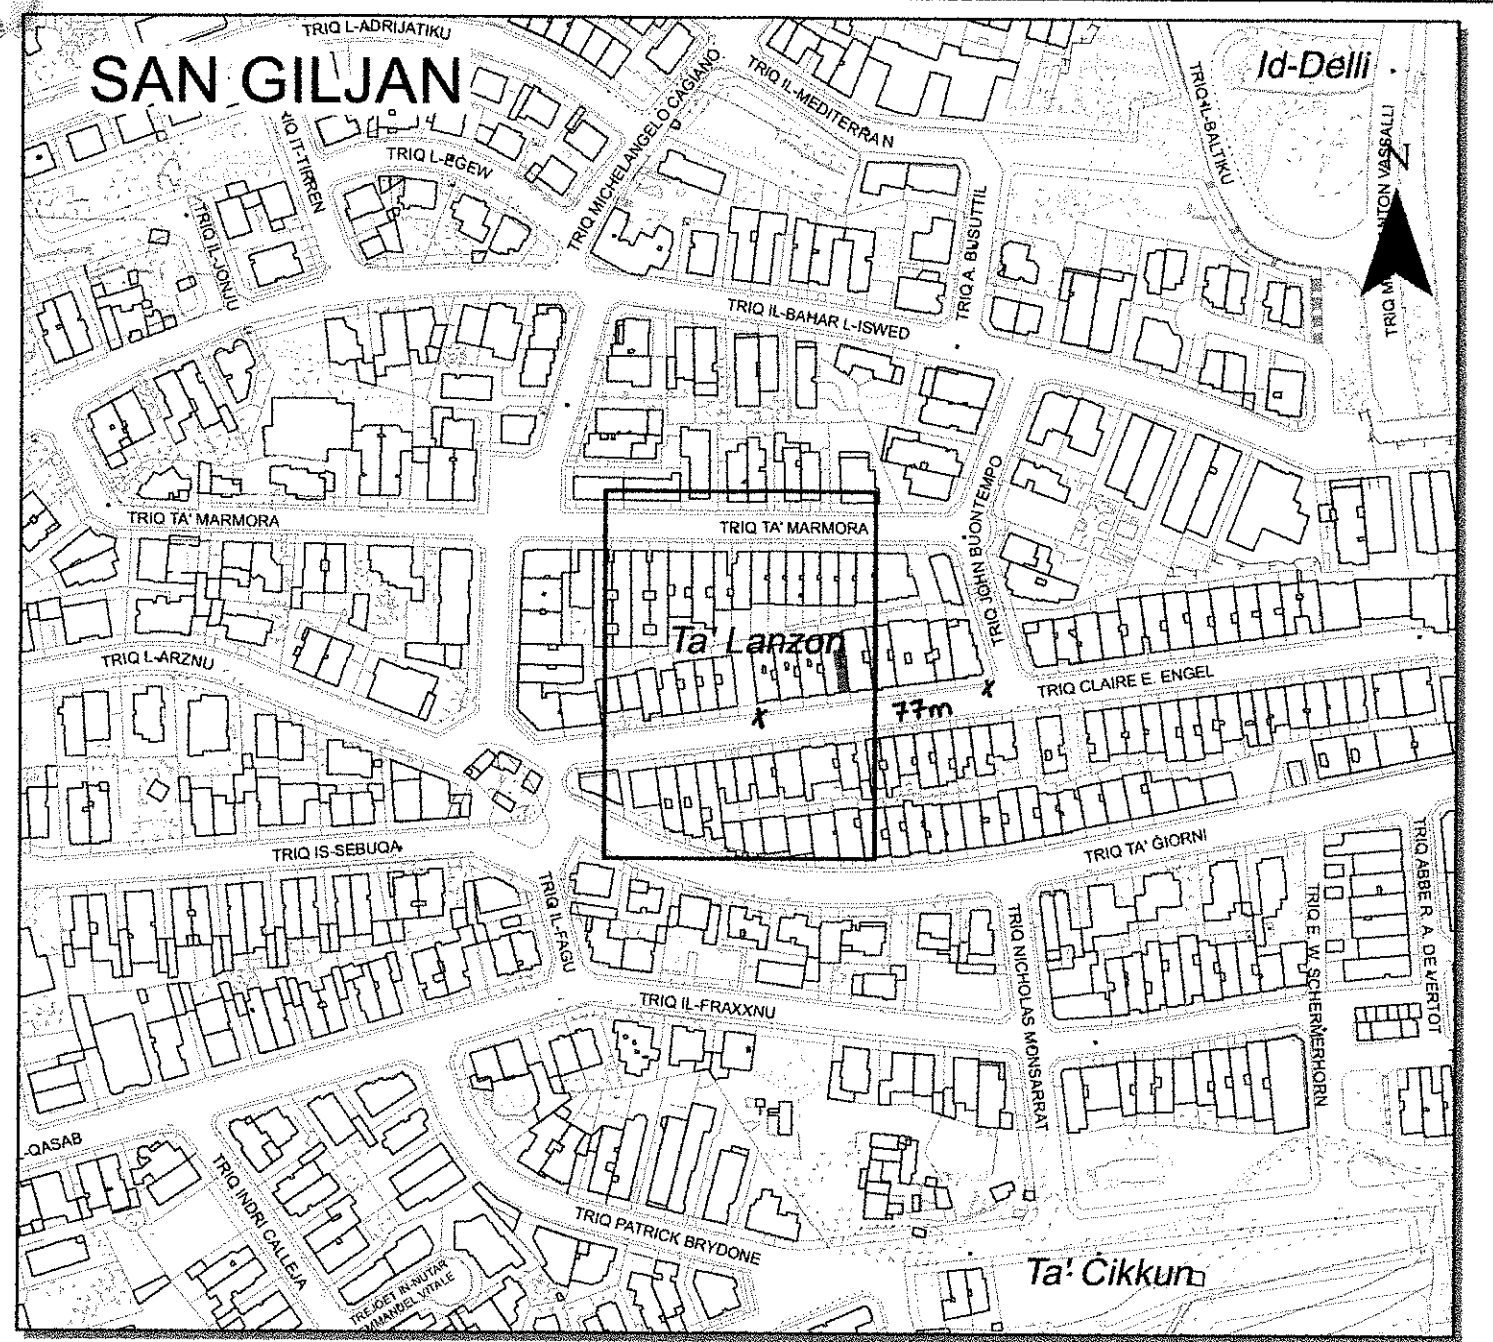 TRIQ L-ADRIJATIKU
SAN GILJAN
TRIQ MICHELANGELO CAGIANO
TRIQ IL-MEDITERRAN
Id-Delli
TRIQ IL-BALTIKU
TRIQ L-EGEW
TRIQ IL-JONJU
TRIQ A. BUSUTTIL
N
TRIQ IL-BAHAR L-ISWED
TRIQ TA' MARMORA
TRIQ TA' MARMORA
TRIQ JOHN BUONTEMPO
Ta' Lanzon
TRIQ L-ARZNU
TRIQ CLAIRE E. ENGEL
x
x
77m
TRIQ IS-SEBUQA
TRIQ TA' GIORNI
TRIQ IL-FAGU
TRIQ NICHOLAS MONSARRAT
TRIQ E. W. SCHERMERHORN
TRIQ ABBE R. A. DE VERTOT
TRIQ IL-FRAXXNU
-QASAB
TRIQ INDRI CALLEJA
TRIQ PATRICK BRYDONE
Ta' Cikkun